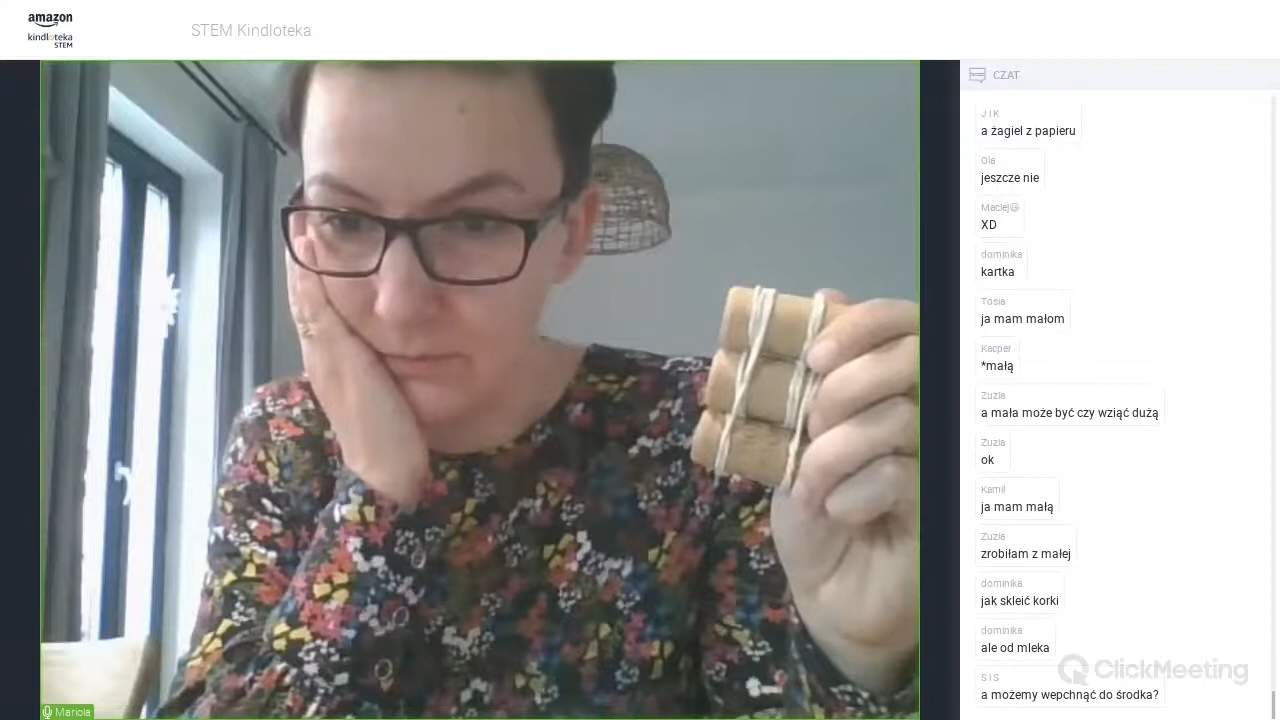 amazon
kindloteka
STEM
STEM Kindloteka
CZAT
JTK
a żagiel z papieru
Ola
jeszcze nie
Maciej😃
XD
dominika
kartka
Tosia
ja mam małom
Kacper
*małą
Zuzia
a mała może być czy wziąć dużą
Zuzia
ok
Kamil
ja mam małą
Zuzia
zrobiłam z małej
dominika
jak skleić korki
dominika
ale od mleka
ClickMeeting
SIS
a możemy wepchnąć do środka?
Mariola